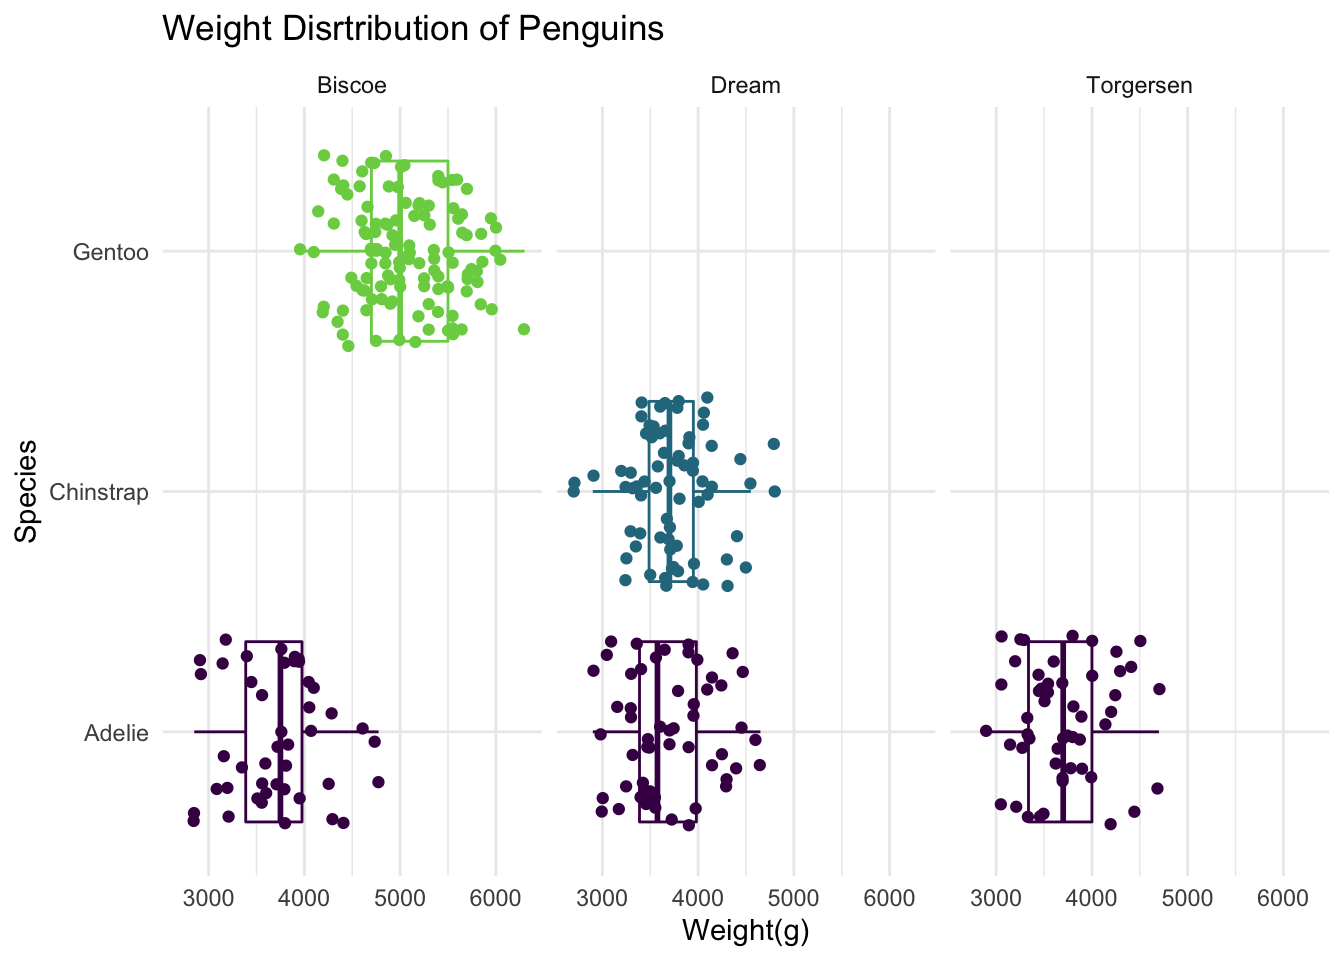 Weight Disrtribution of Penguins
Biscoe Dream Torgersen
Species
Gentoo
Chinstrap
Adelie
3000 4000 5000 6000 3000 4000 5000 6000 3000 4000 5000 6000
Weight(g)